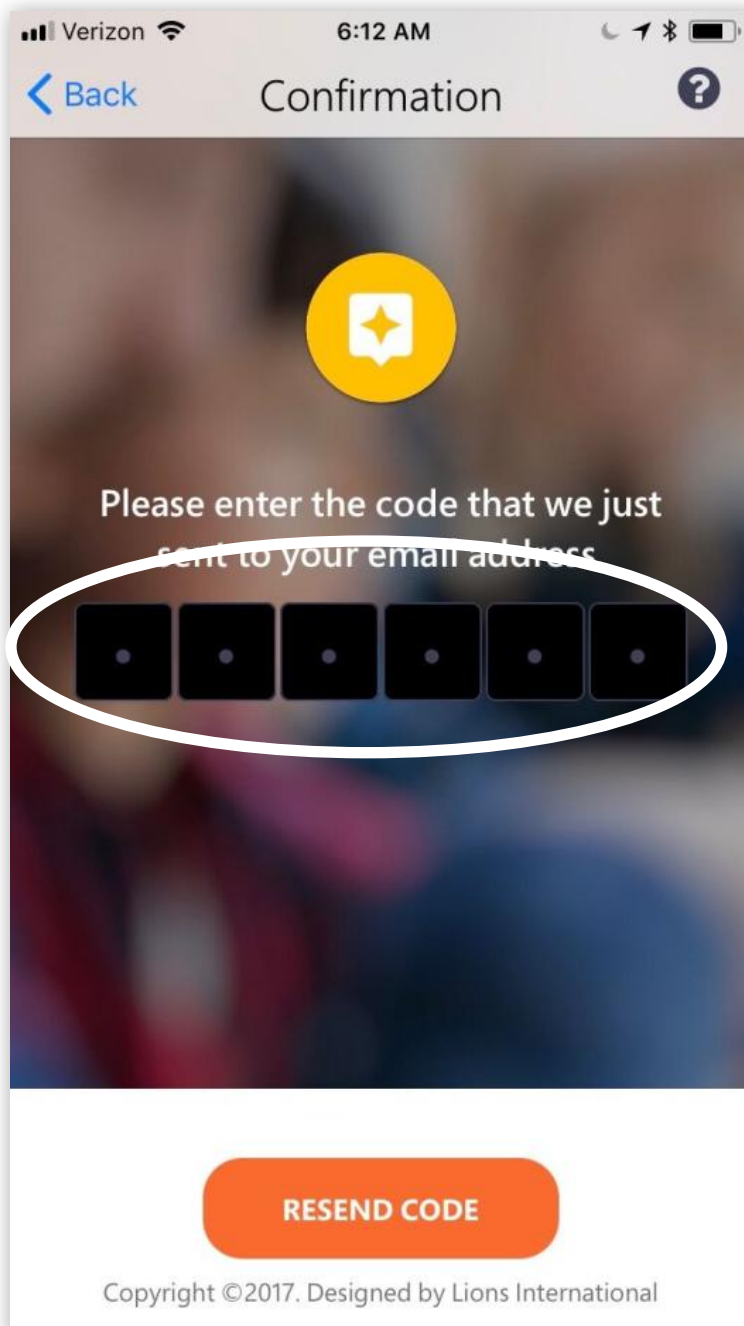 Verizon 6:12 AM
Back Confirmation ?
Please enter the code that we just
sent to your email address
RESEND CODE
Copyright ©2017. Designed by Lions International